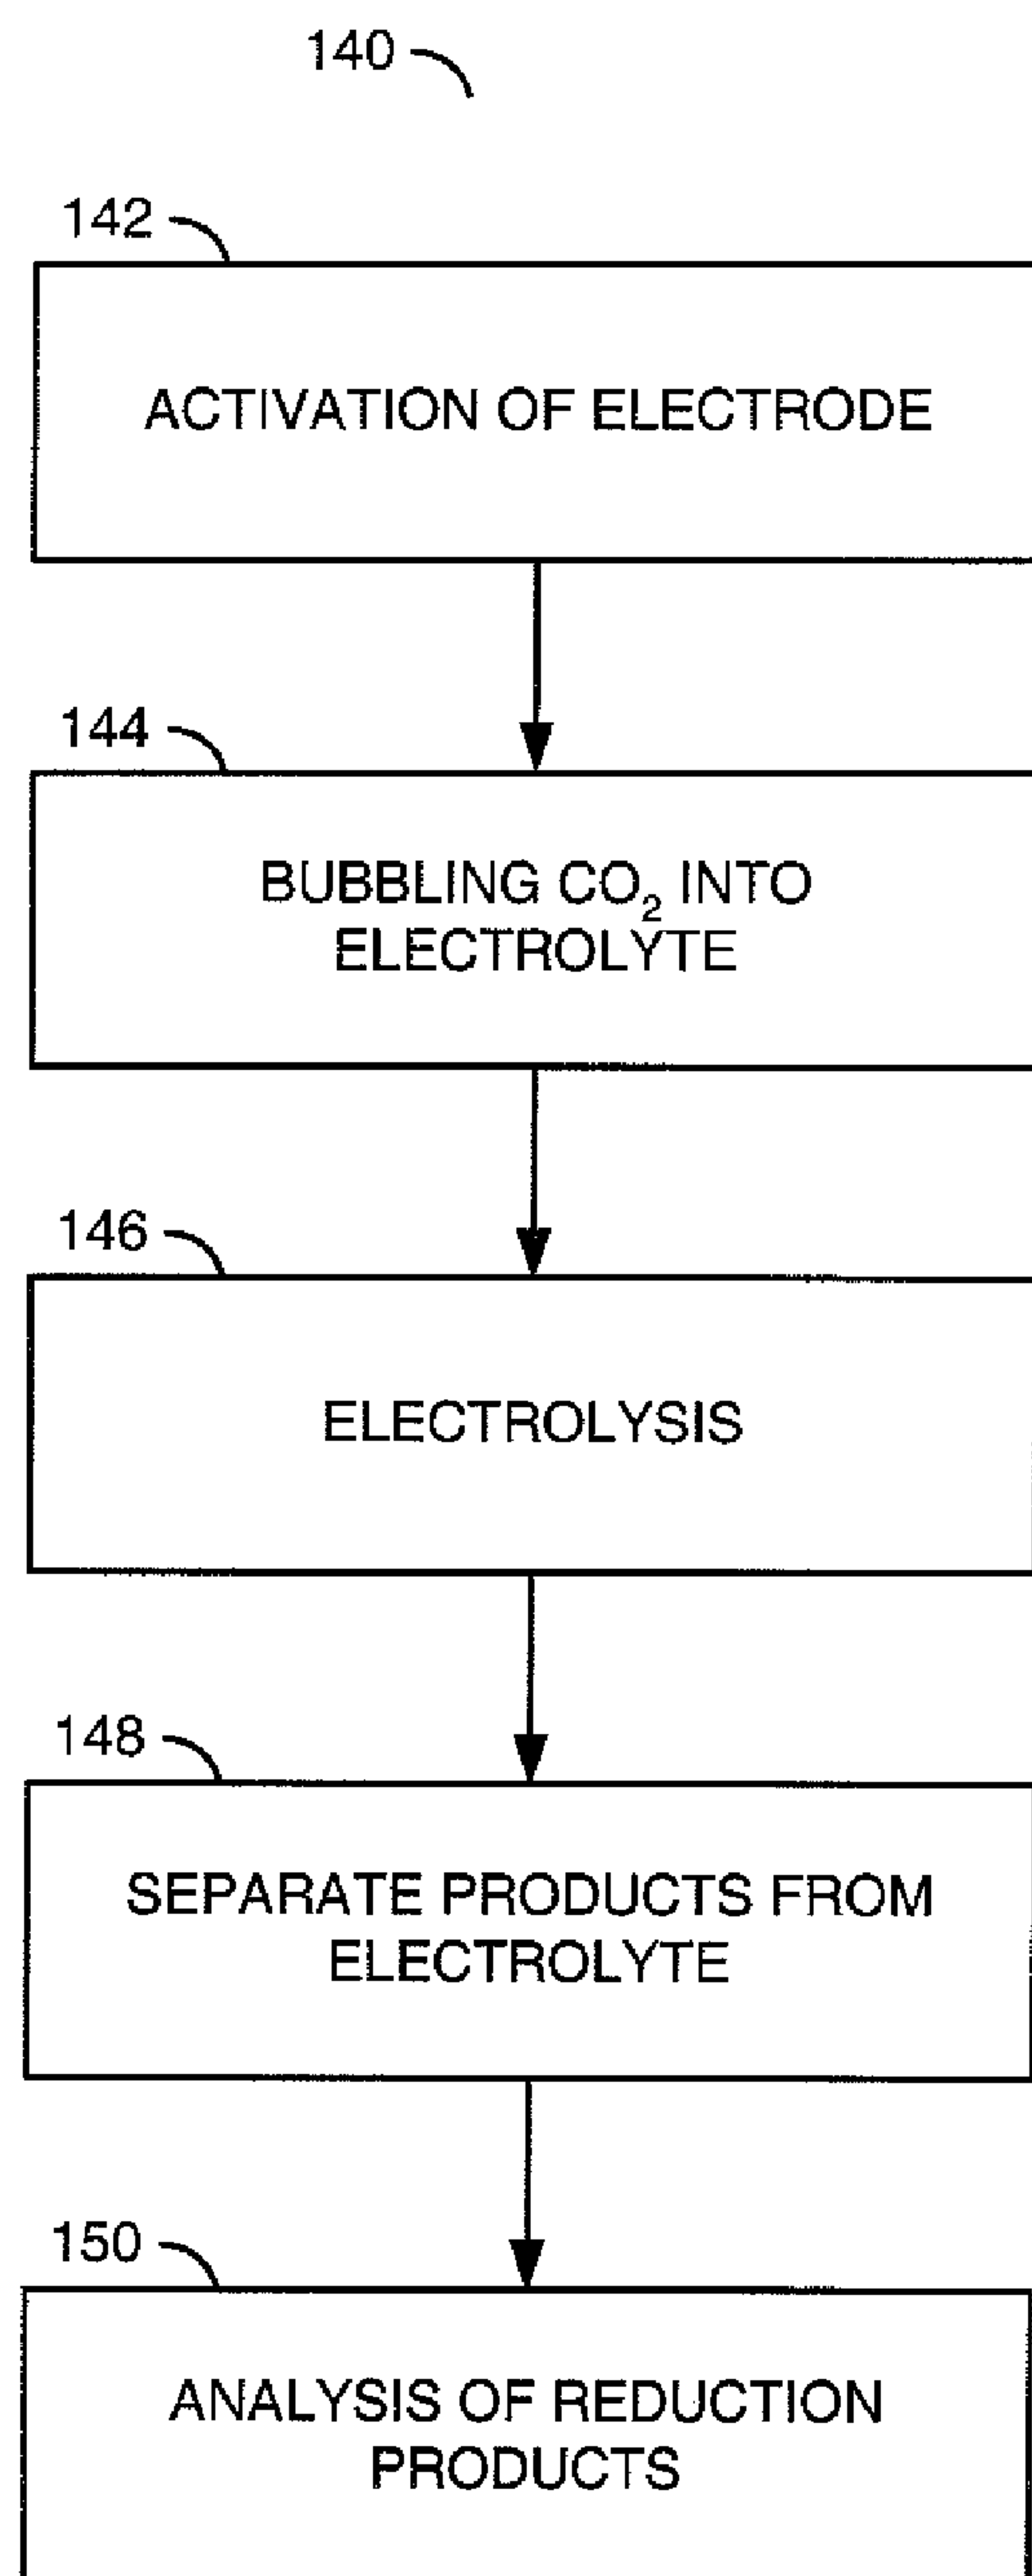 140
142
ACTIVATION OF ELECTRODE
144
BUBBLING CO₂ INTO
ELECTROLYTE
146
ELECTROLYSIS
148
SEPARATE PRODUCTS FROM
ELECTROLYTE
150
ANALYSIS OF REDUCTION
PRODUCTS